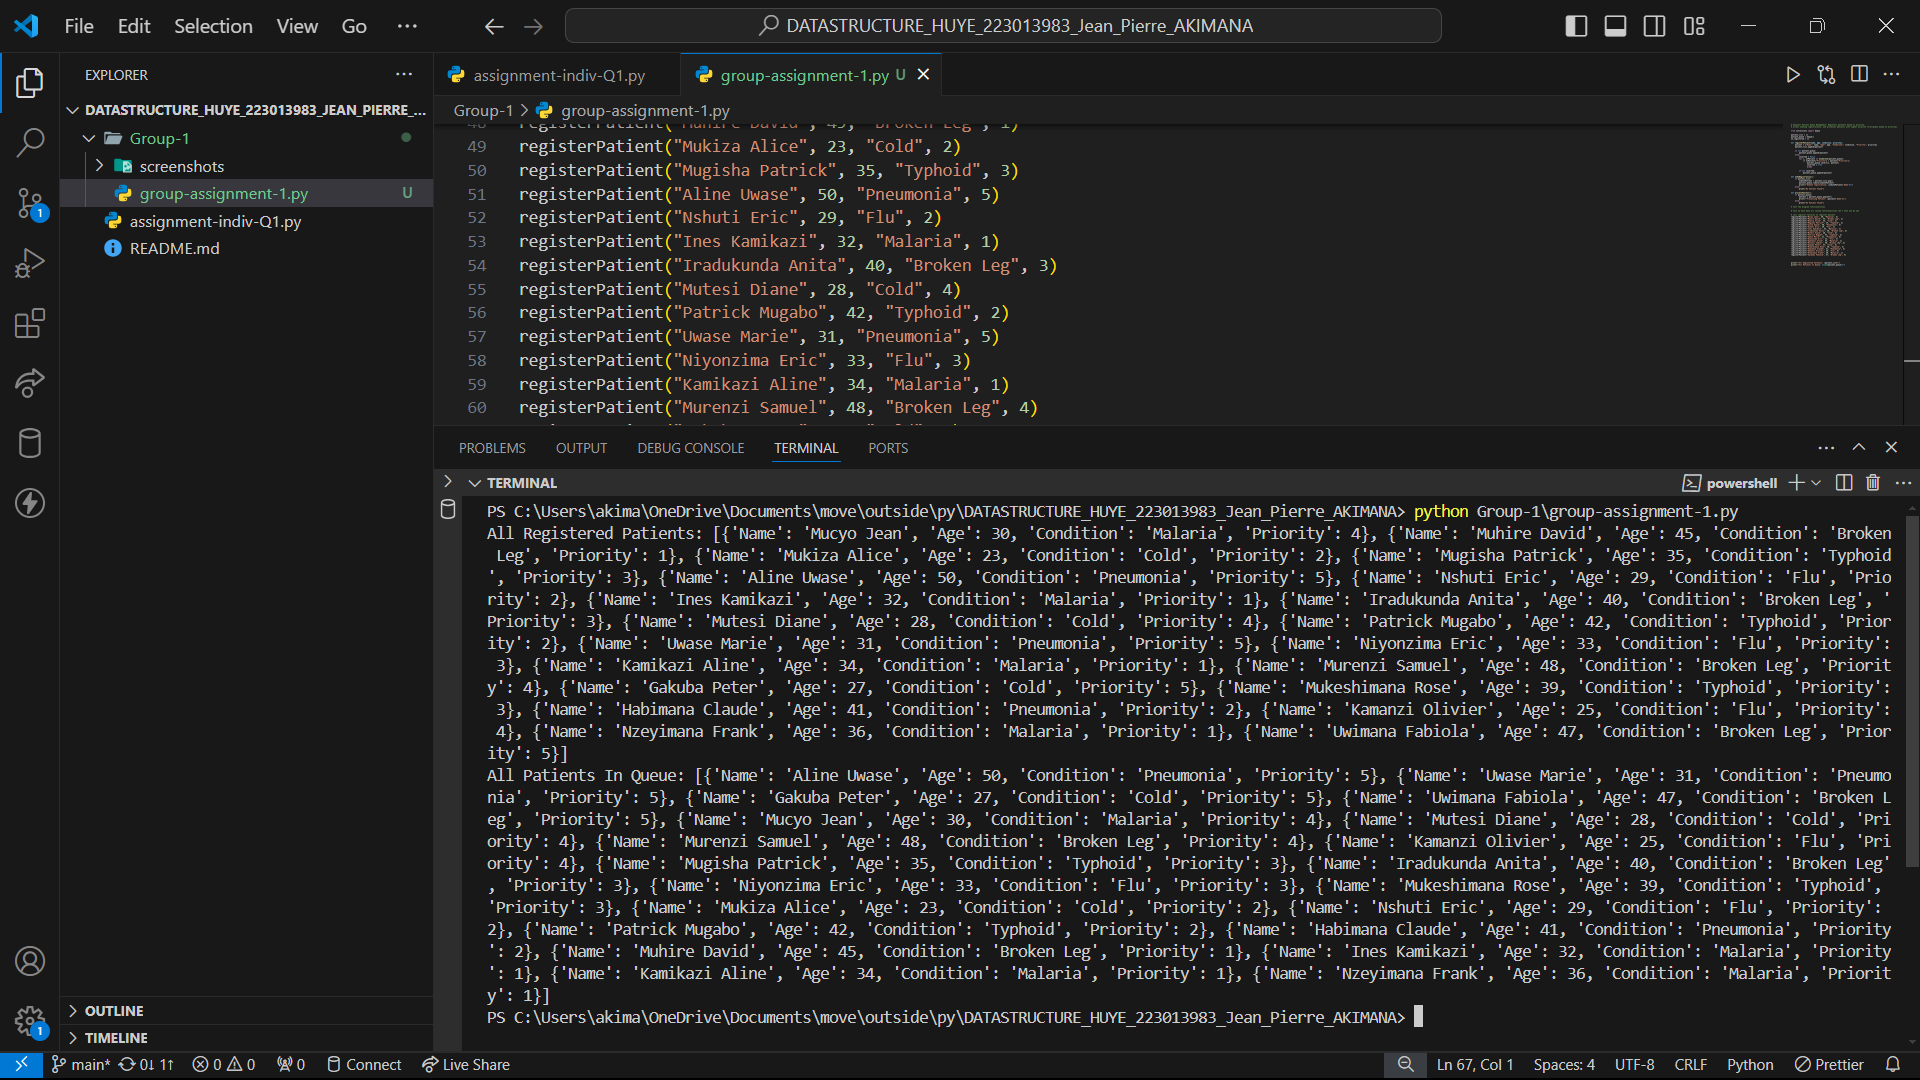 File Edit Selection View Go ···
DATASTRUCTURE_HUYE_223013983_Jean_Pierre_AKIMANA
EXPLORER ···
DATASTRUCTURE_HUYE_223013983_JEAN_PIERRE_...
Group-1
screenshots
group-assignment-1.py U
assignment-indiv-Q1.py
README.md
OUTLINE
TIMELINE
1
1
assignment-indiv-Q1.py
group-assignment-1.py U
Group-1 > group-assignment-1.py
48 registerPatient("Muhire David", 45, "Broken Leg", 1)
49 registerPatient("Mukiza Alice", 23, "Cold", 2)
50 registerPatient("Mugisha Patrick", 35, "Typhoid", 3)
51 registerPatient("Aline Uwase", 50, "Pneumonia", 5)
52 registerPatient("Nshuti Eric", 29, "Flu", 2)
53 registerPatient("Ines Kamikazi", 32, "Malaria", 1)
54 registerPatient("Iradukunda Anita", 40, "Broken Leg", 3)
55 registerPatient("Mutesi Diane", 28, "Cold", 4)
56 registerPatient("Patrick Mugabo", 42, "Typhoid", 2)
57 registerPatient("Uwase Marie", 31, "Pneumonia", 5)
58 registerPatient("Niyonzima Eric", 33, "Flu", 3)
59 registerPatient("Kamikazi Aline", 34, "Malaria", 1)
60 registerPatient("Murenzi Samuel", 48, "Broken Leg", 4)
PROBLEMS OUTPUT DEBUG CONSOLE TERMINAL PORTS
TERMINAL powershell
PS C:\Users\akima\OneDrive\Documents\move\outside\py\DATASTRUCTURE_HUYE_223013983_Jean_Pierre_AKIMANA> python Group-1\group-assignment-1.py
All Registered Patients: [{'Name': 'Mucyo Jean', 'Age': 30, 'Condition': 'Malaria', 'Priority': 4}, {'Name': 'Muhire David', 'Age': 45, 'Condition': 'Broken
Leg', 'Priority': 1}, {'Name': 'Mukiza Alice', 'Age': 23, 'Condition': 'Cold', 'Priority': 2}, {'Name': 'Mugisha Patrick', 'Age': 35, 'Condition': 'Typhoid
', 'Priority': 3}, {'Name': 'Aline Uwase', 'Age': 50, 'Condition': 'Pneumonia', 'Priority': 5}, {'Name': 'Nshuti Eric', 'Age': 29, 'Condition': 'Flu', 'Prio
rity': 2}, {'Name': 'Ines Kamikazi', 'Age': 32, 'Condition': 'Malaria', 'Priority': 1}, {'Name': 'Iradukunda Anita', 'Age': 40, 'Condition': 'Broken Leg', '
Priority': 3}, {'Name': 'Mutesi Diane', 'Age': 28, 'Condition': 'Cold', 'Priority': 4}, {'Name': 'Patrick Mugabo', 'Age': 42, 'Condition': 'Typhoid', 'Prior
ity': 2}, {'Name': 'Uwase Marie', 'Age': 31, 'Condition': 'Pneumonia', 'Priority': 5}, {'Name': 'Niyonzima Eric', 'Age': 33, 'Condition': 'Flu', 'Priority':
3}, {'Name': 'Kamikazi Aline', 'Age': 34, 'Condition': 'Malaria', 'Priority': 1}, {'Name': 'Murenzi Samuel', 'Age': 48, 'Condition': 'Broken Leg', 'Priorit
y': 4}, {'Name': 'Gakuba Peter', 'Age': 27, 'Condition': 'Cold', 'Priority': 5}, {'Name': 'Mukeshimana Rose', 'Age': 39, 'Condition': 'Typhoid', 'Priority':
3}, {'Name': 'Habimana Claude', 'Age': 41, 'Condition': 'Pneumonia', 'Priority': 2}, {'Name': 'Kamanzi Olivier', 'Age': 25, 'Condition': 'Flu', 'Priority':
4}, {'Name': 'Nzeyimana Frank', 'Age': 36, 'Condition': 'Malaria', 'Priority': 1}, {'Name': 'Uwimana Fabiola', 'Age': 47, 'Condition': 'Broken Leg', 'Prior
ity': 5}]
All Patients In Queue: [{'Name': 'Aline Uwase', 'Age': 50, 'Condition': 'Pneumonia', 'Priority': 5}, {'Name': 'Uwase Marie', 'Age': 31, 'Condition': 'Pneumo
nia', 'Priority': 5}, {'Name': 'Gakuba Peter', 'Age': 27, 'Condition': 'Cold', 'Priority': 5}, {'Name': 'Uwimana Fabiola', 'Age': 47, 'Condition': 'Broken L
eg', 'Priority': 5}, {'Name': 'Mucyo Jean', 'Age': 30, 'Condition': 'Malaria', 'Priority': 4}, {'Name': 'Mutesi Diane', 'Age': 28, 'Condition': 'Cold', 'Pri
ority': 4}, {'Name': 'Murenzi Samuel', 'Age': 48, 'Condition': 'Broken Leg', 'Priority': 4}, {'Name': 'Kamanzi Olivier', 'Age': 25, 'Condition': 'Flu', 'Pri
ority': 4}, {'Name': 'Mugisha Patrick', 'Age': 35, 'Condition': 'Typhoid', 'Priority': 3}, {'Name': 'Iradukunda Anita', 'Age': 40, 'Condition': 'Broken Leg'
, 'Priority': 3}, {'Name': 'Niyonzima Eric', 'Age': 33, 'Condition': 'Flu', 'Priority': 3}, {'Name': 'Mukeshimana Rose', 'Age': 39, 'Condition': 'Typhoid',
'Priority': 3}, {'Name': 'Mukiza Alice', 'Age': 23, 'Condition': 'Cold', 'Priority': 2}, {'Name': 'Nshuti Eric', 'Age': 29, 'Condition': 'Flu', 'Priority':
2}, {'Name': 'Patrick Mugabo', 'Age': 42, 'Condition': 'Typhoid', 'Priority': 2}, {'Name': 'Habimana Claude', 'Age': 41, 'Condition': 'Pneumonia', 'Priority
': 2}, {'Name': 'Muhire David', 'Age': 45, 'Condition': 'Broken Leg', 'Priority': 1}, {'Name': 'Ines Kamikazi', 'Age': 32, 'Condition': 'Malaria', 'Priority
': 1}, {'Name': 'Kamikazi Aline', 'Age': 34, 'Condition': 'Malaria', 'Priority': 1}, {'Name': 'Nzeyimana Frank', 'Age': 36, 'Condition': 'Malaria', 'Priorit
y': 1}]
PS C:\Users\akima\OneDrive\Documents\move\outside\py\DATASTRUCTURE_HUYE_223013983_Jean_Pierre_AKIMANA>
main* 0↓ 1↑ 0 0 0 Connect Live Share Ln 67, Col 1 Spaces: 4 UTF-8 CRLF Python Prettier